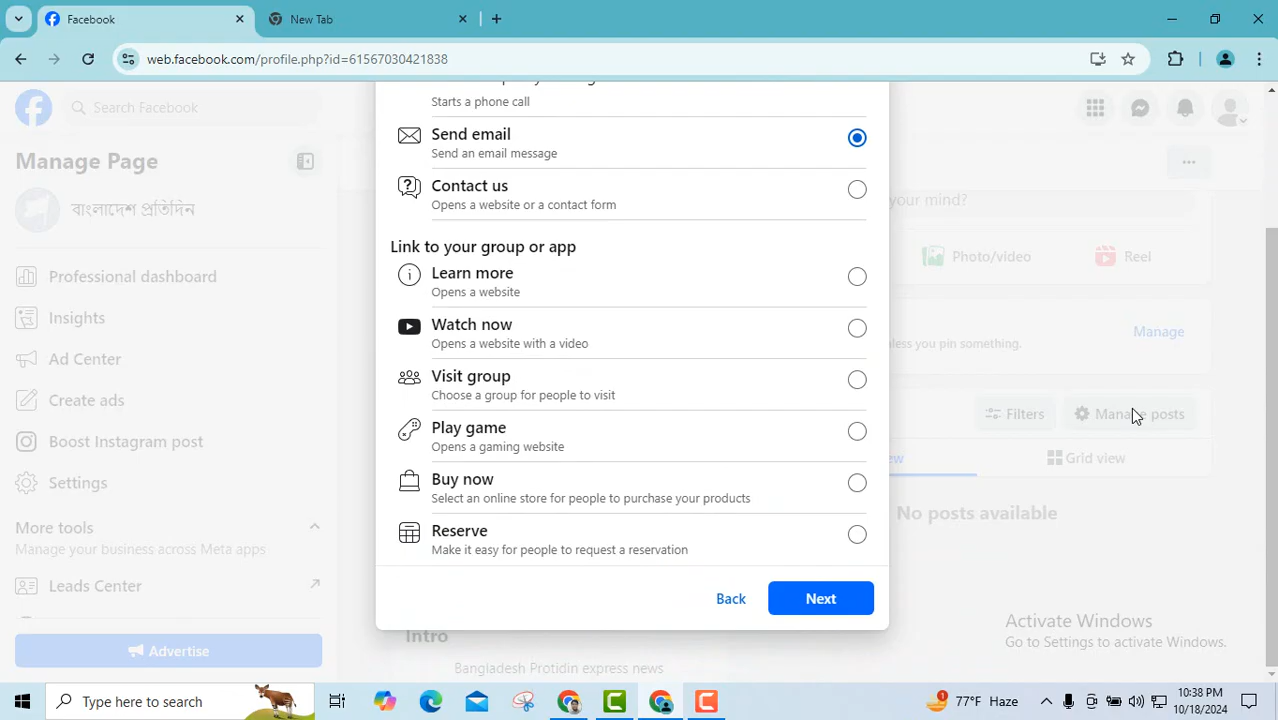 Facebook
New Tab
web.facebook.com/profile.php?id=61567030421838
Search Facebook
Manage Page
বাংলাদেশ প্রতিদিন
Professional dashboard
Insights
Ad Center
Create ads
Boost Instagram post
Settings
More tools
Manage your business across Meta apps
Leads Center
Advertise
Starts a phone call
Send email
Send an email message
Contact us
Opens a website or a contact form
Link to your group or app
Learn more
Opens a website
Watch now
Opens a website with a video
Visit group
Choose a group for people to visit
Play game
Opens a gaming website
Buy now
Select an online store for people to purchase your products
Reserve
Make it easy for people to request a reservation
Back
Next
your mind?
Photo/video
Reel
Manage
less you pin something.
Filters
Manage posts
ew
Grid view
No posts available
Intro
Bangladesh Protidin express news
Activate Windows
Go to Settings to activate Windows.
Type here to search
1
77°F Haze
10:38 PM
10/18/2024